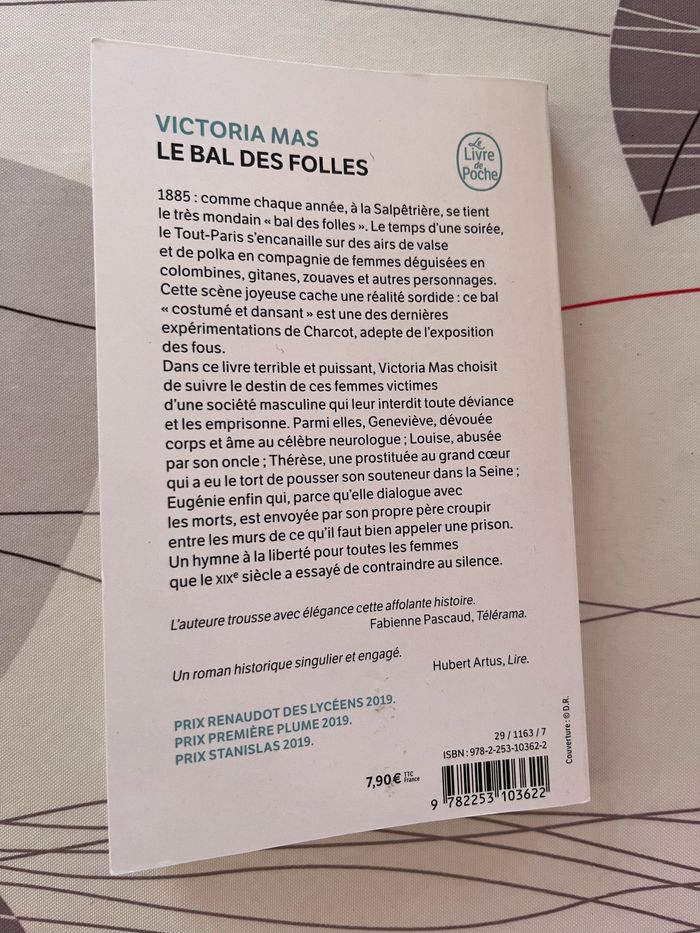 VICTORIA MAS
LE BAL DES FOLLES
Le
Livre
de
Poche
1885 : comme chaque année, à la Salpêtrière, se tient
le très mondain « bal des folles ». Le temps d'une soirée,
le Tout-Paris s'encanaille sur des airs de valse
et de polka en compagnie de femmes déguisées en
colombines, gitanes, zouaves et autres personnages.
Cette scène joyeuse cache une réalité sordide : ce bal
« costumé et dansant » est une des dernières
expérimentations de Charcot, adepte de l'exposition
des fous.
Dans ce livre terrible et puissant, Victoria Mas choisit
de suivre le destin de ces femmes victimes
d'une société masculine qui leur interdit toute déviance
et les emprisonne. Parmi elles, Geneviève, dévouée
corps et âme au célèbre neurologue ; Louise, abusée
par son oncle ; Thérèse, une prostituée au grand cœur
qui a eu le tort de pousser son souteneur dans la Seine ;
Eugénie enfin qui, parce qu'elle dialogue avec
les morts, est envoyée par son propre père croupir
entre les murs de ce qu'il faut bien appeler une prison.
Un hymne à la liberté pour toutes les femmes
que le XIXe siècle a essayé de contraindre au silence.
L'auteure trousse avec élégance cette affolante histoire.
Fabienne Pascaud, Télérama.
Un roman historique singulier et engagé.
Hubert Artus, Lire.
PRIX RENAUDOT DES LYCÉENS 2019.
PRIX PREMIÈRE PLUME 2019.
PRIX STANISLAS 2019.
7,90 € TTC
France
29 / 1163 / 7
ISBN : 978-2-253-10362-2
9 782253 103622
Couverture : © D.R.